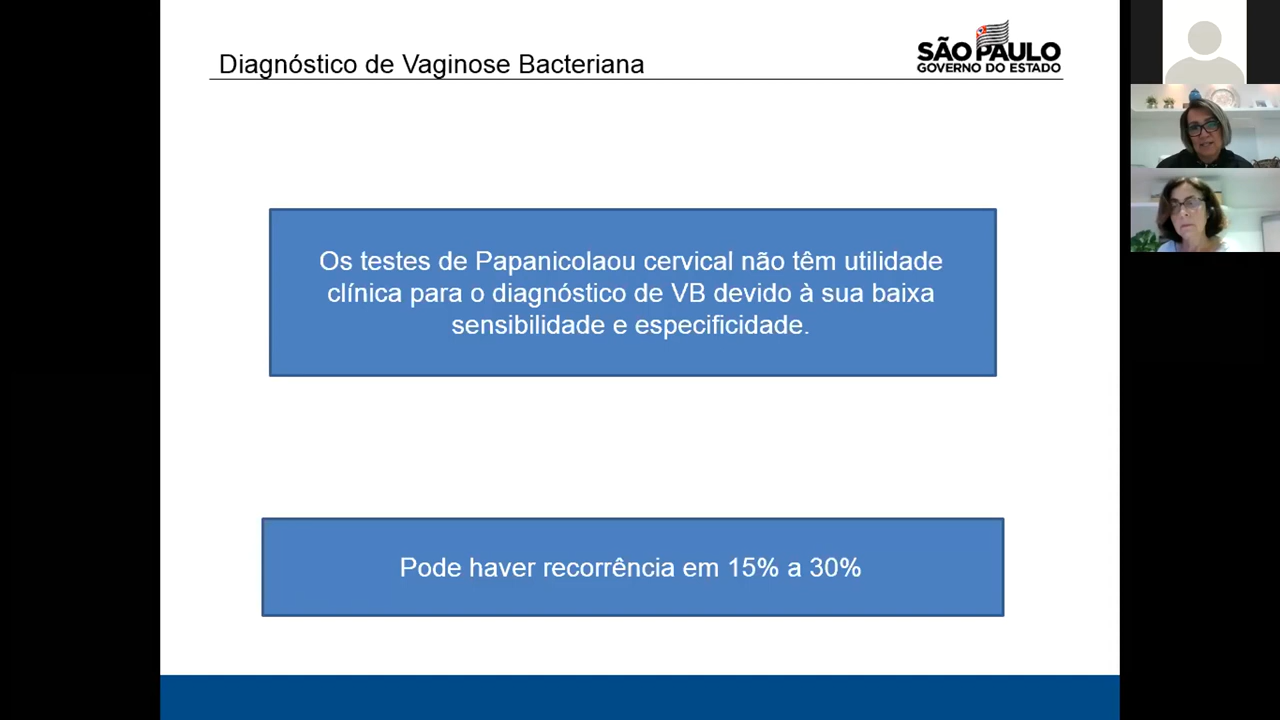 Diagnóstico de Vaginose Bacteriana
SÃO PAULO
GOVERNO DO ESTADO
Os testes de Papanicolaou cervical não têm utilidade
clínica para o diagnóstico de VB devido à sua baixa
sensibilidade e especificidade.
Pode haver recorrência em 15% a 30%